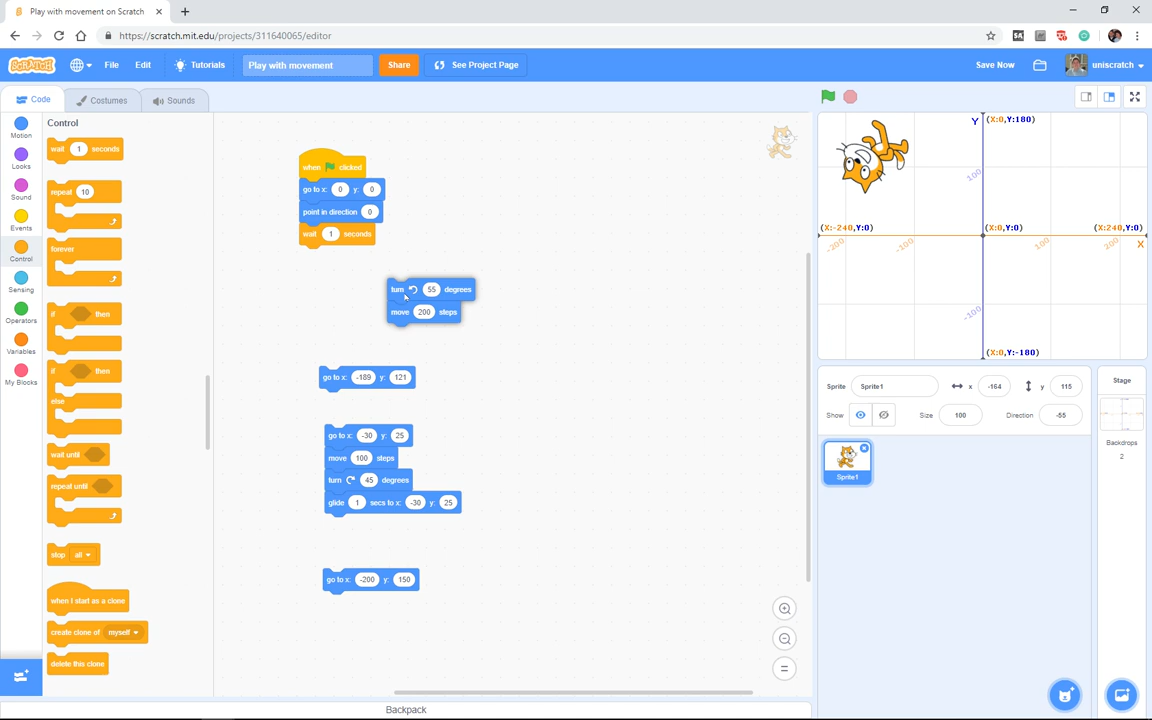 Play with movement on Scratch
https://scratch.mit.edu/projects/311640065/editor
SCRATCH
File
Edit
Tutorials
Play with movement
Share
See Project Page
Save Now
uniscratch
Code
Costumes
Sounds
Motion
Looks
Sound
Events
Control
Sensing
Operators
Variables
My Blocks
Control
wait 1 seconds
repeat 10
forever
if then
if then
else
wait until
repeat until
stop all
when I start as a clone
create clone of myself
delete this clone
when clicked
go to x: 0 y: 0
point in direction 0
wait 1 seconds
turn 55 degrees
move 200 steps
go to x: -189 y: 121
go to x: -30 y: 25
move 100 steps
turn 45 degrees
glide 1 secs to x: -30 y: 25
go to x: -200 y: 150
Backpack
Y (X:0,Y:180)
100
(X:-240,Y:0) (X:0,Y:0) (X:240,Y:0)
-200 -100 100 200 X
-100
(X:0,Y:-180)
Sprite Sprite1 x -164 y 115
Show Size 100 Direction -55
Sprite1
Stage
Backdrops
2